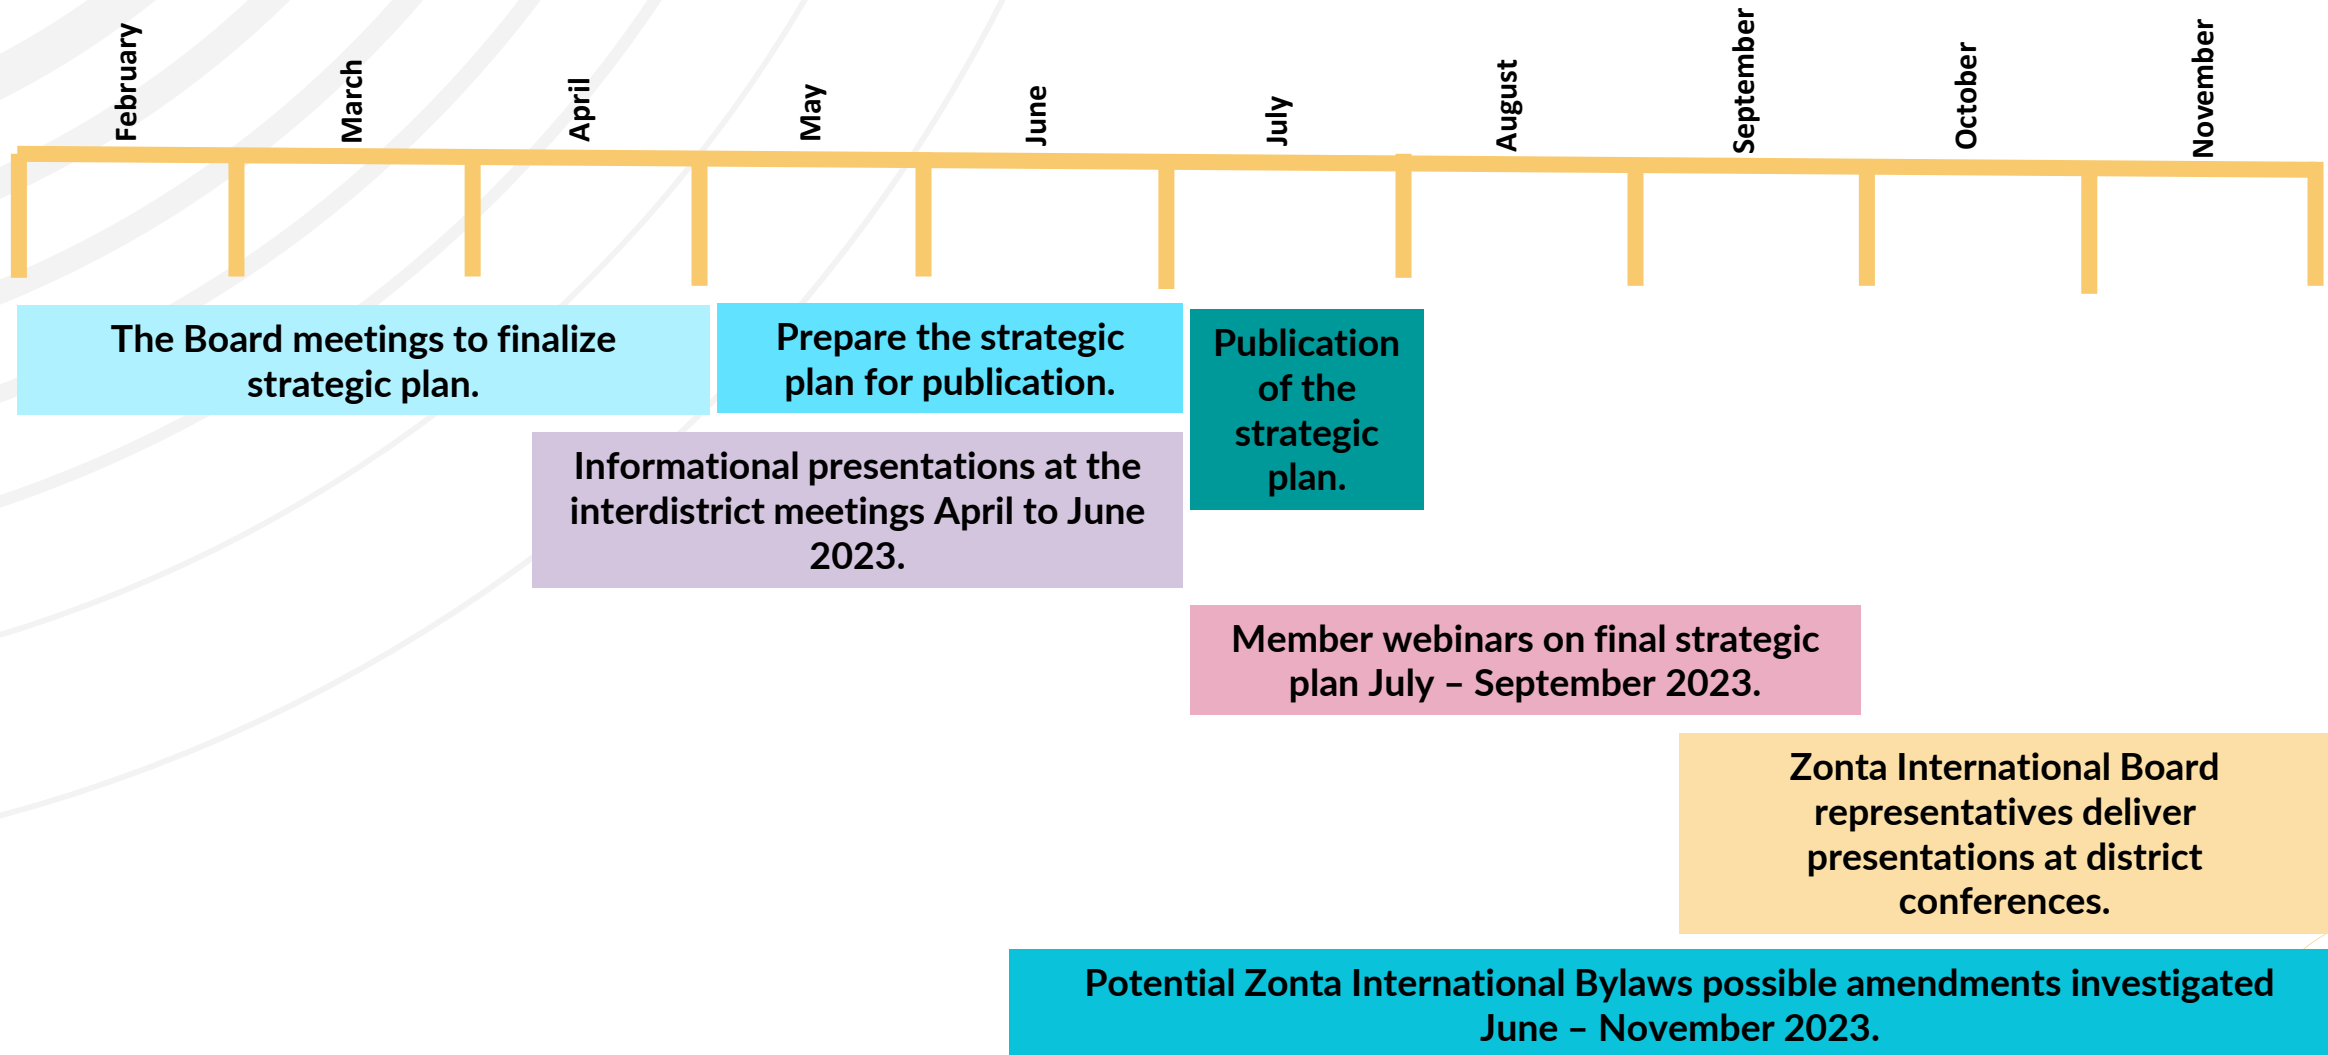 February
March
April
May
June
July
August
September
October
November
The Board meetings to finalize
strategic plan.
Prepare the strategic
plan for publication.
Publication
of the
strategic
plan.
Informational presentations at the
interdistrict meetings April to June
2023.
Member webinars on final strategic
plan July – September 2023.
Zonta International Board
representatives deliver
presentations at district
conferences.
Potential Zonta International Bylaws possible amendments investigated
June – November 2023.